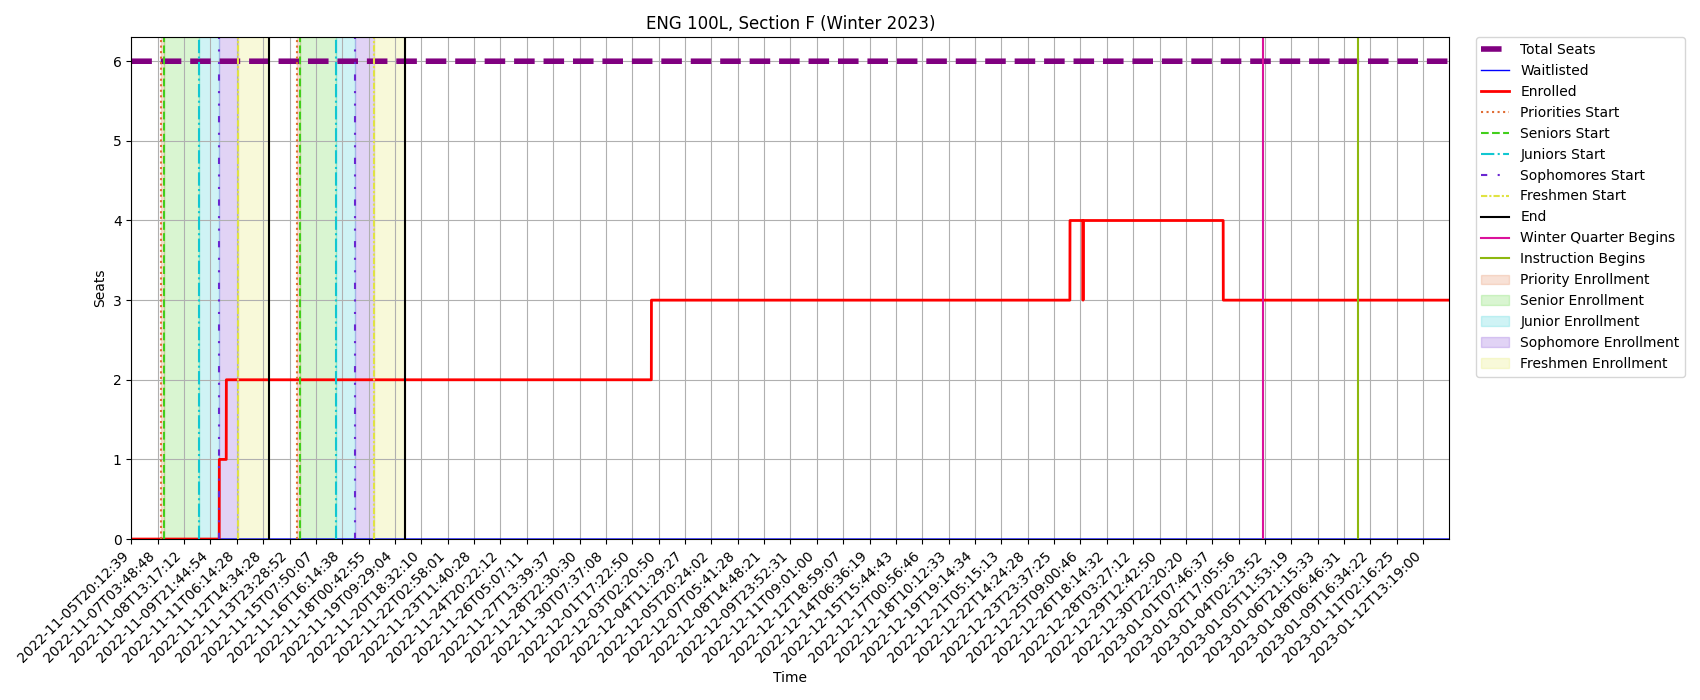 ENG 100L, Section F (Winter 2023)
Seats
6
5
4
3
2
1
0
2022-11-05T20:12:39
2022-11-07T03:48:48
2022-11-08T13:17:12
2022-11-09T21:44:54
2022-11-11T06:14:28
2022-11-12T14:34:28
2022-11-13T23:28:52
2022-11-15T07:50:07
2022-11-16T16:14:38
2022-11-18T00:42:55
2022-11-19T09:29:04
2022-11-20T18:32:10
2022-11-22T02:58:01
2022-11-23T11:40:28
2022-11-24T20:22:12
2022-11-26T05:07:11
2022-11-27T13:39:37
2022-11-28T22:30:30
2022-11-30T07:37:08
2022-12-01T17:22:50
2022-12-03T02:20:50
2022-12-04T11:29:27
2022-12-05T20:24:02
2022-12-07T05:41:28
2022-12-08T14:48:21
2022-12-09T23:52:31
2022-12-11T09:01:00
2022-12-12T18:59:07
2022-12-14T06:36:19
2022-12-15T15:44:43
2022-12-17T00:56:46
2022-12-18T10:12:33
2022-12-19T19:14:34
2022-12-21T05:15:13
2022-12-22T14:24:28
2022-12-23T23:37:25
2022-12-25T09:00:46
2022-12-26T18:14:32
2022-12-28T03:27:12
2022-12-29T12:42:50
2022-12-30T22:20:20
2023-01-01T07:46:37
2023-01-02T17:05:56
2023-01-04T02:23:52
2023-01-05T11:53:19
2023-01-06T21:15:33
2023-01-08T06:46:31
2023-01-09T16:34:22
2023-01-11T02:16:25
2023-01-12T13:19:00
Time
Total Seats
Waitlisted
Enrolled
Priorities Start
Seniors Start
Juniors Start
Sophomores Start
Freshmen Start
End
Winter Quarter Begins
Instruction Begins
Priority Enrollment
Senior Enrollment
Junior Enrollment
Sophomore Enrollment
Freshmen Enrollment